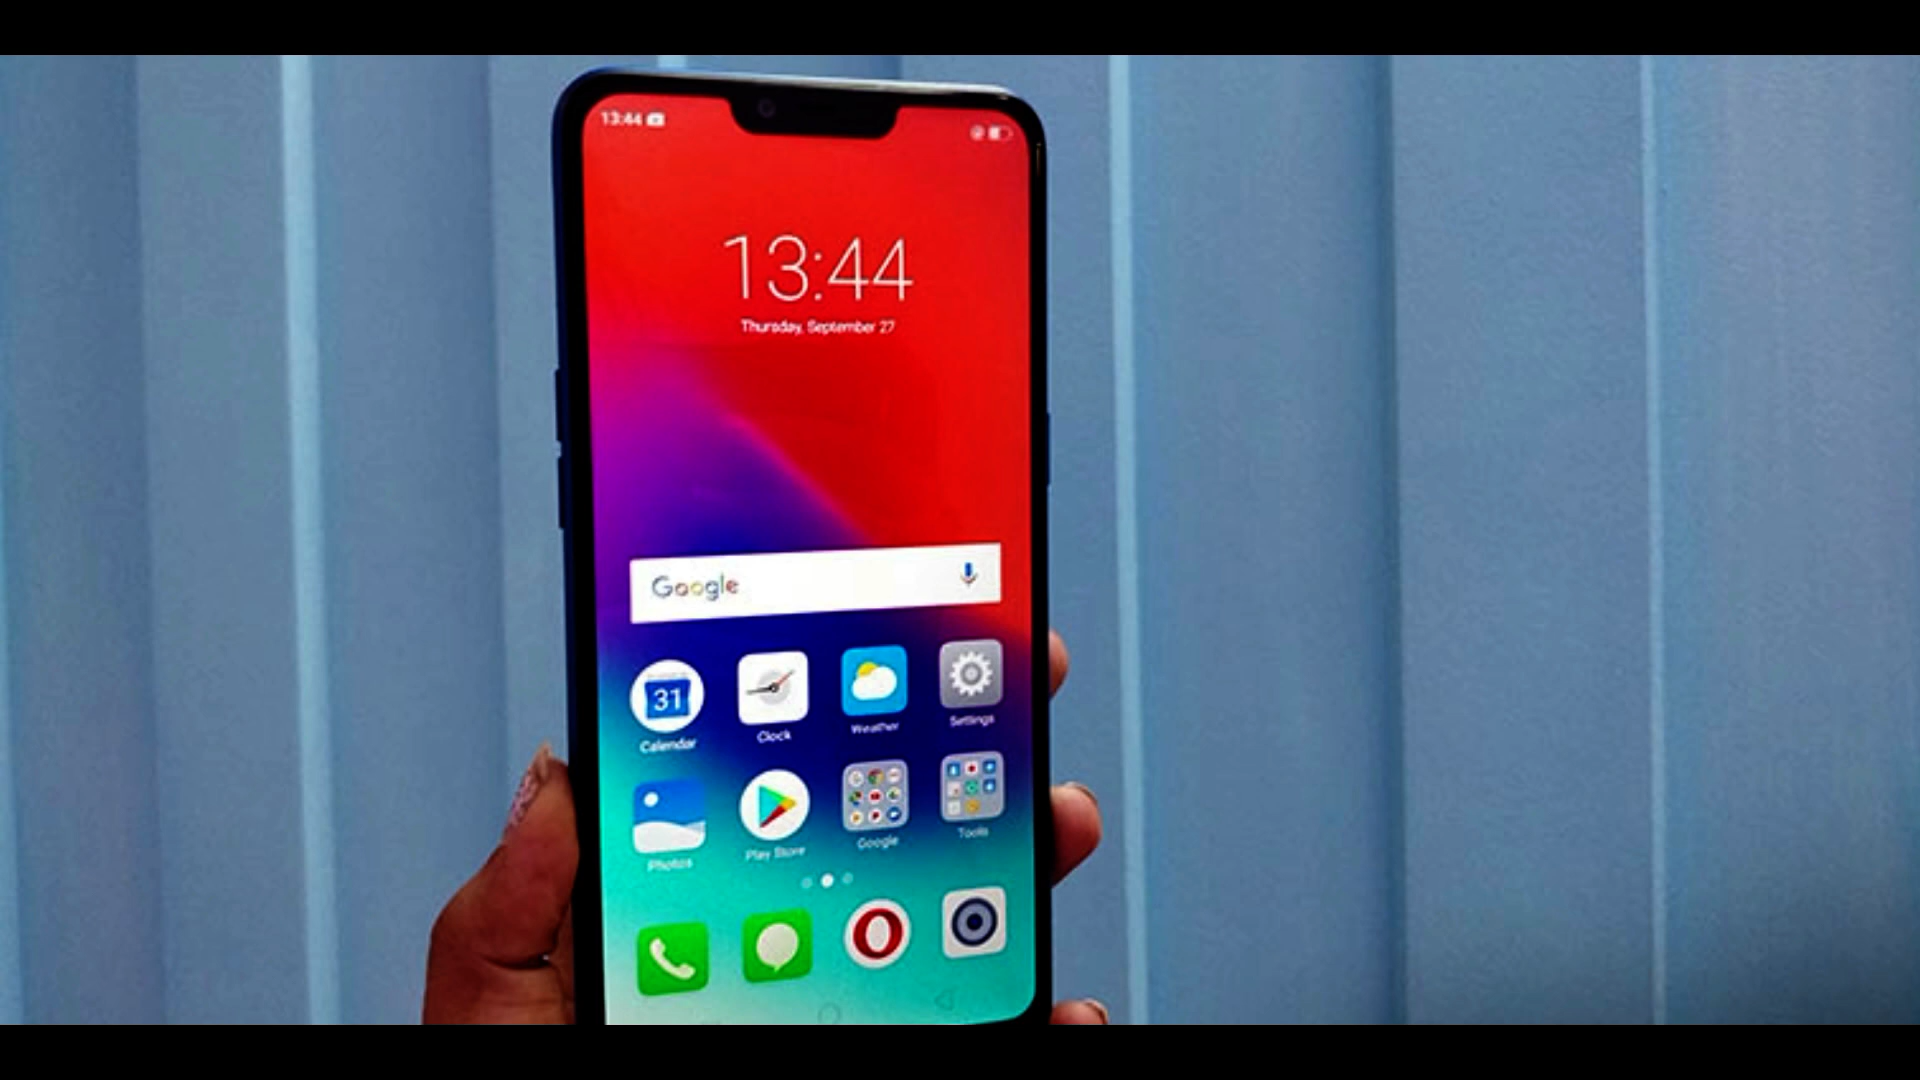 13:44
13:44
Thursday, September 27
Google
31
Calendar
Clock
Weather
Settings
Photos
Play Store
Google
Tools